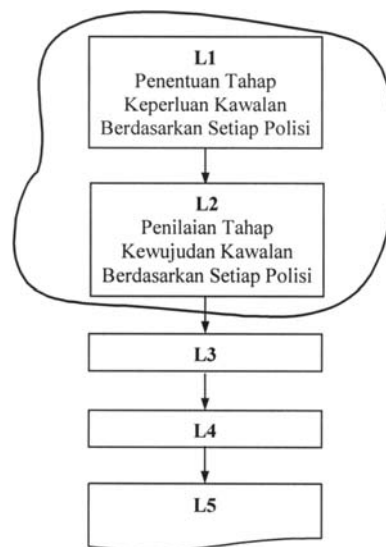 L1
Penentuan Tahap
Keperluan Kawalan
Berdasarkan Setiap Polisi
L2
Penilaian Tahap
Kewujudan Kawalan
Berdasarkan Setiap Polisi
L3
L4
L5